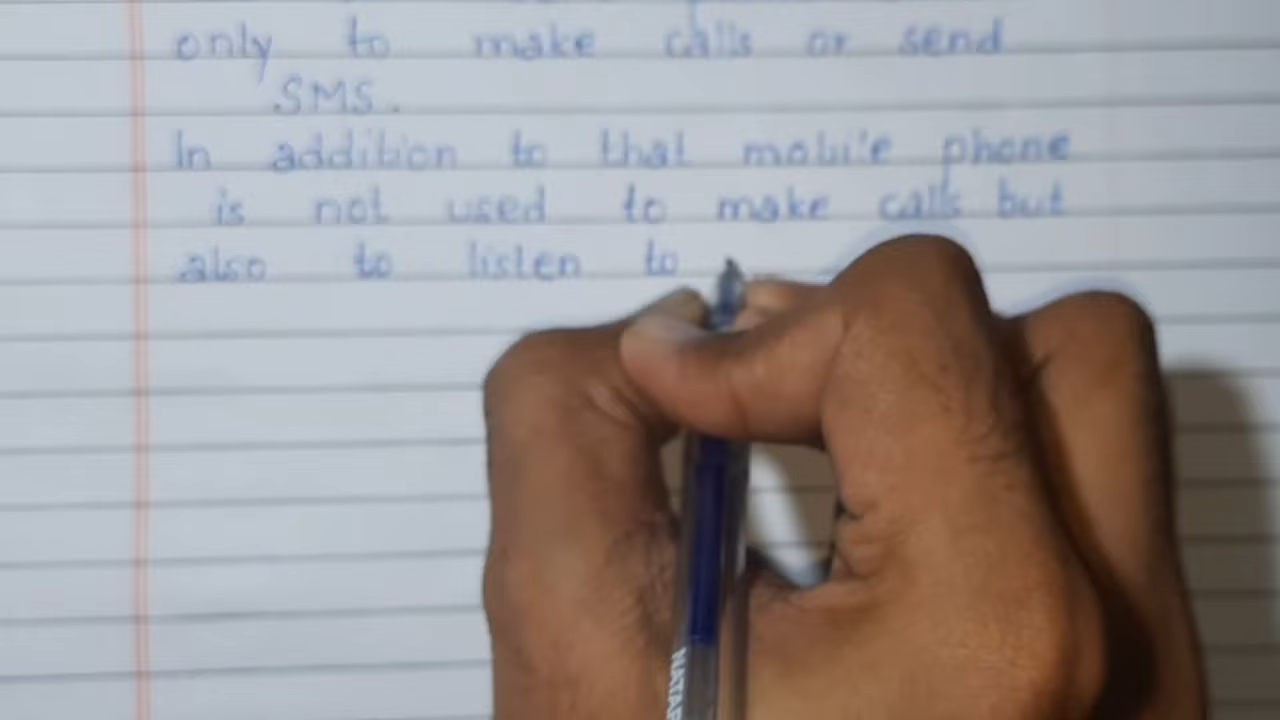 only to make calls or send
SMS.
In addition to that mobile phone
is not used to make calls but
also to listen to